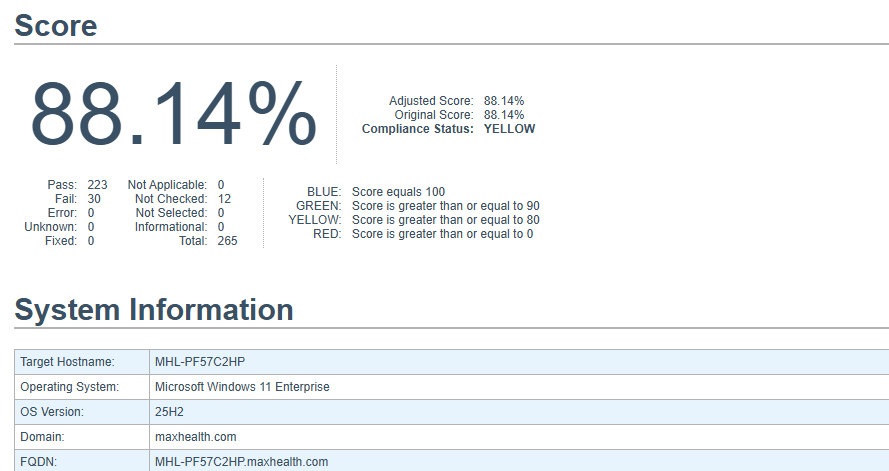 Score
88.14%
Adjusted Score: 88.14%
Original Score: 88.14%
Compliance Status: YELLOW
Pass: 223 Not Applicable: 0
Fail: 30 Not Checked: 12
Error: 0 Not Selected: 0
Unknown: 0 Informational: 0
Fixed: 0 Total: 265
BLUE: Score equals 100
GREEN: Score is greater than or equal to 90
YELLOW: Score is greater than or equal to 80
RED: Score is greater than or equal to 0
System Information
Target Hostname: MHL-PF57C2HP
Operating System: Microsoft Windows 11 Enterprise
OS Version: 25H2
Domain: maxhealth.com
FQDN: MHL-PF57C2HP.maxhealth.com